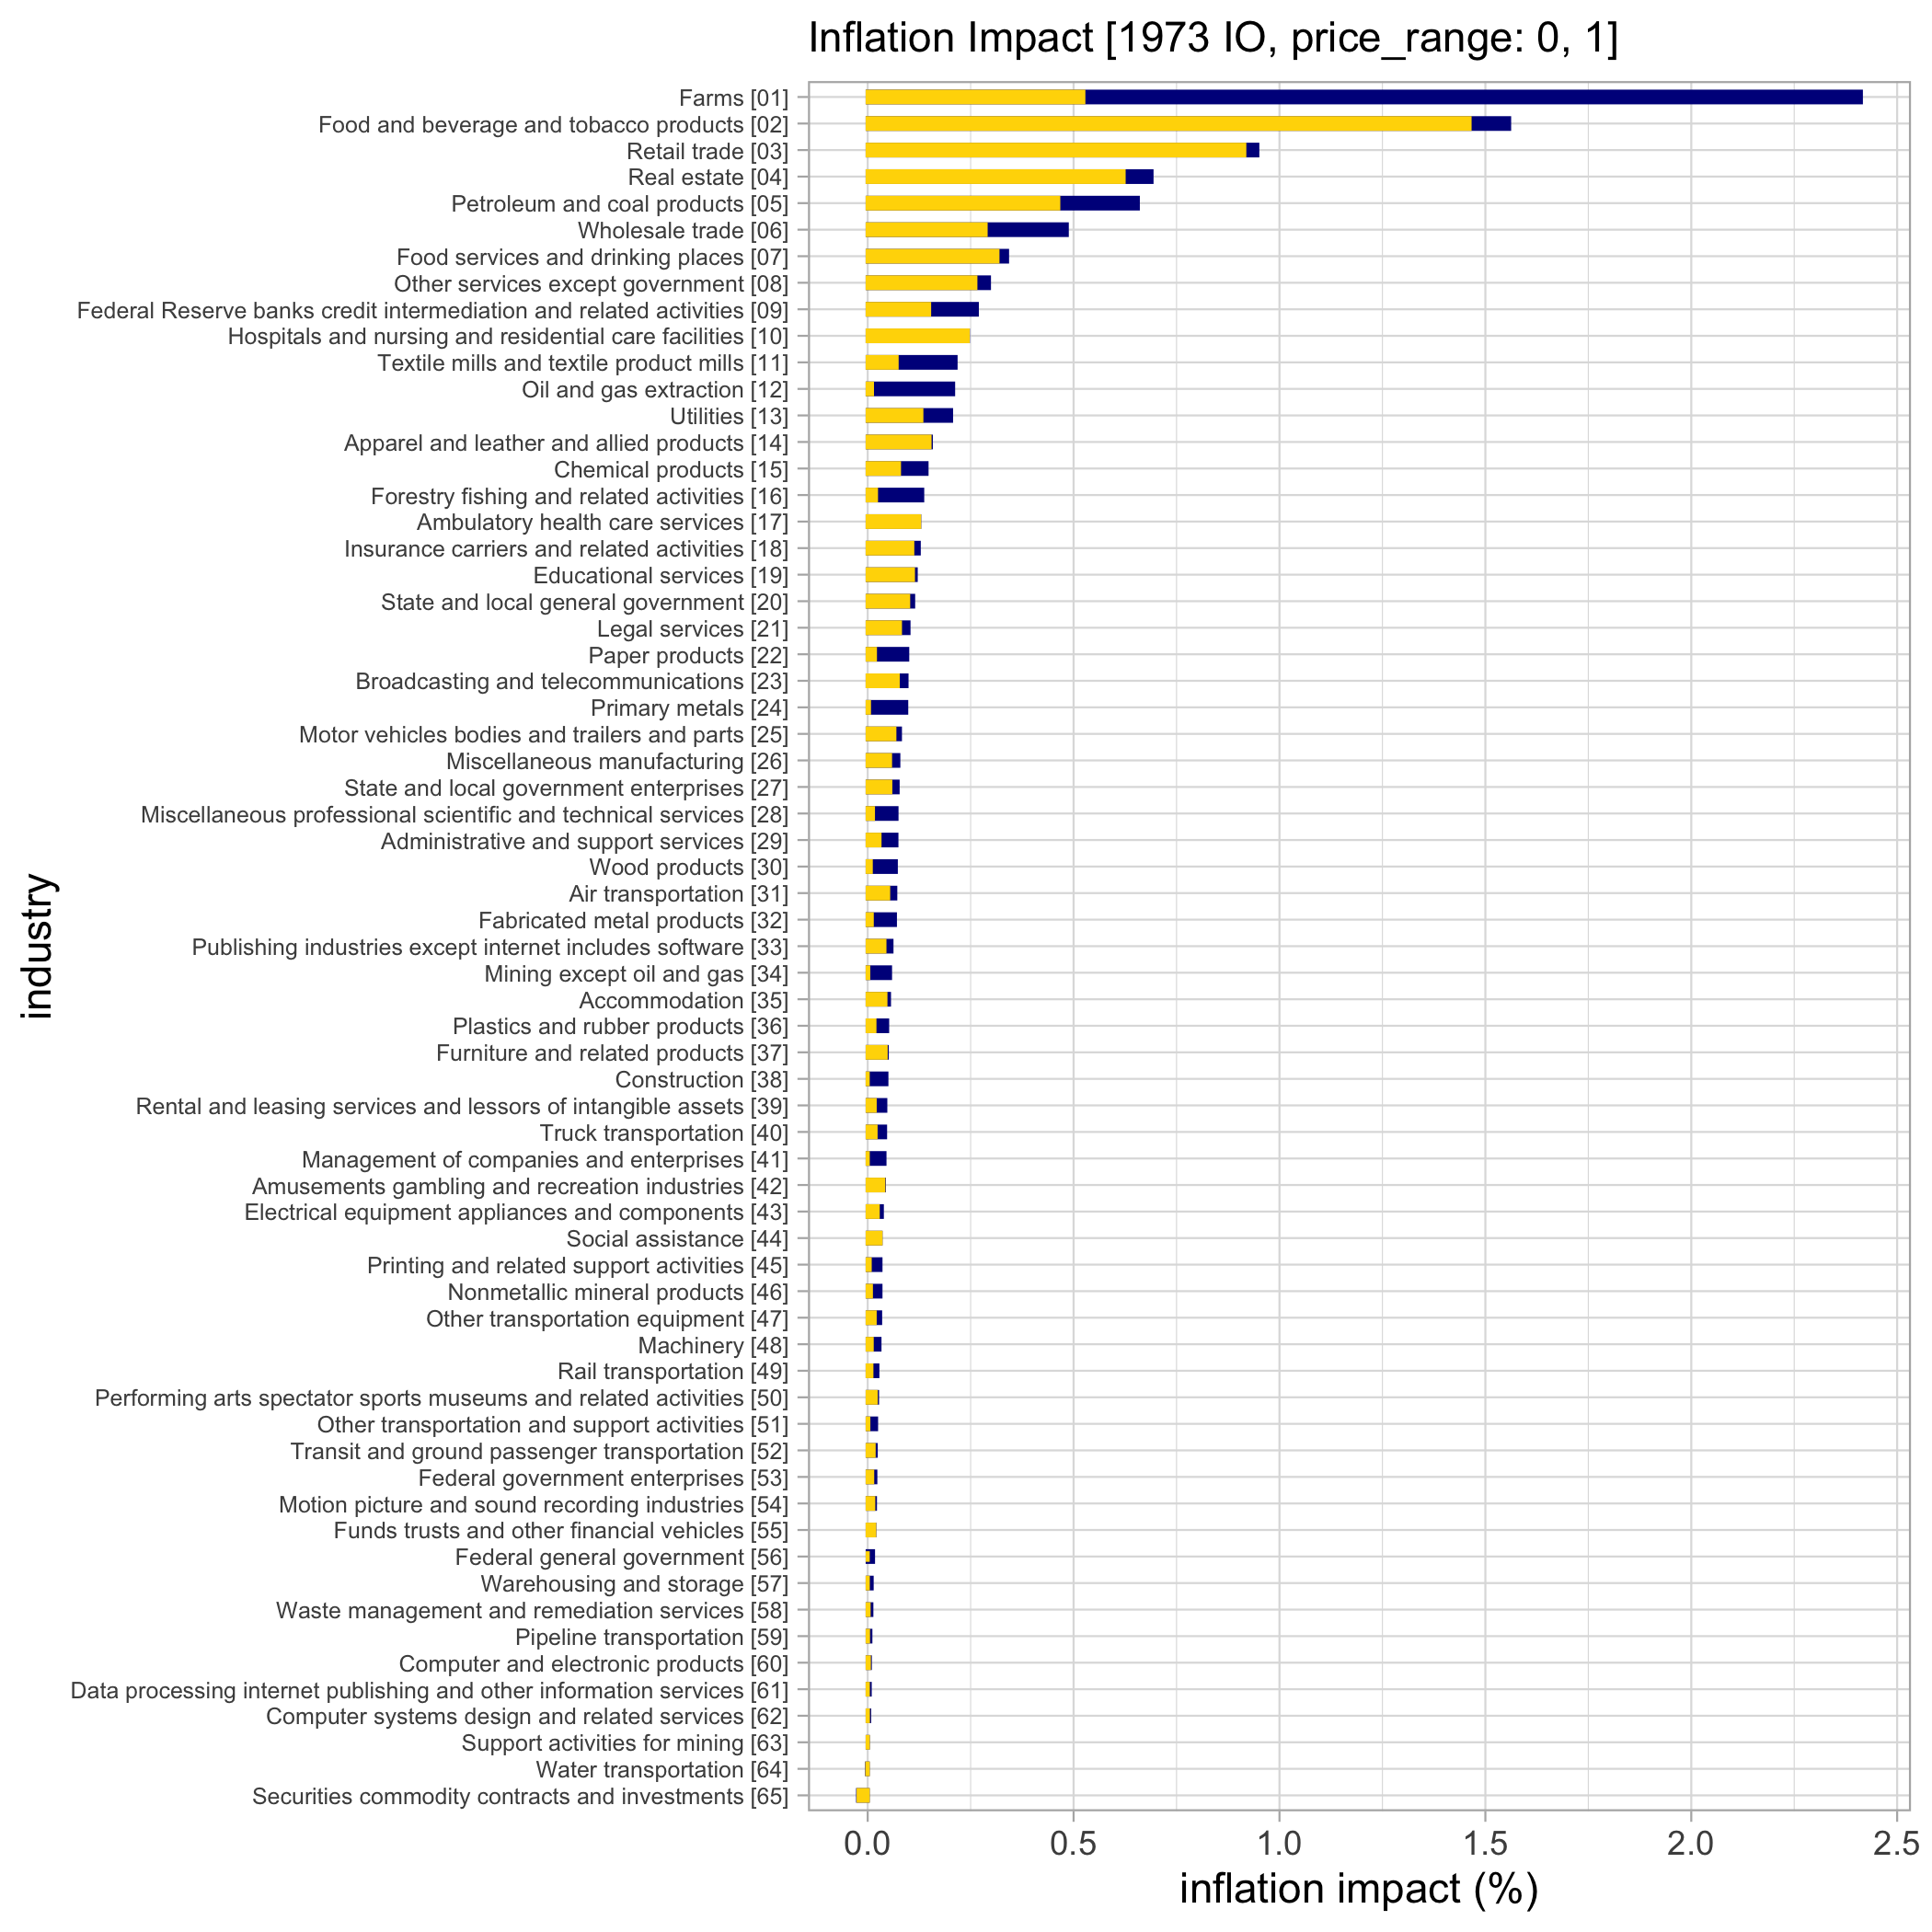 Inflation Impact [1973 IO, price_range: 0, 1]
Farms [01]
Food and beverage and tobacco products [02]
Retail trade [03]
Real estate [04]
Petroleum and coal products [05]
Wholesale trade [06]
Food services and drinking places [07]
Other services except government [08]
Federal Reserve banks credit intermediation and related activities [09]
Hospitals and nursing and residential care facilities [10]
Textile mills and textile product mills [11]
Oil and gas extraction [12]
Utilities [13]
Apparel and leather and allied products [14]
Chemical products [15]
Forestry fishing and related activities [16]
Ambulatory health care services [17]
Insurance carriers and related activities [18]
Educational services [19]
State and local general government [20]
Legal services [21]
Paper products [22]
Broadcasting and telecommunications [23]
Primary metals [24]
Motor vehicles bodies and trailers and parts [25]
Miscellaneous manufacturing [26]
State and local government enterprises [27]
Miscellaneous professional scientific and technical services [28]
Administrative and support services [29]
Wood products [30]
Air transportation [31]
Fabricated metal products [32]
Publishing industries except internet includes software [33]
Mining except oil and gas [34]
Accommodation [35]
Plastics and rubber products [36]
Furniture and related products [37]
Construction [38]
Rental and leasing services and lessors of intangible assets [39]
Truck transportation [40]
Management of companies and enterprises [41]
Amusements gambling and recreation industries [42]
Electrical equipment appliances and components [43]
Social assistance [44]
Printing and related support activities [45]
Nonmetallic mineral products [46]
Other transportation equipment [47]
Machinery [48]
Rail transportation [49]
Performing arts spectator sports museums and related activities [50]
Other transportation and support activities [51]
Transit and ground passenger transportation [52]
Federal government enterprises [53]
Motion picture and sound recording industries [54]
Funds trusts and other financial vehicles [55]
Federal general government [56]
Warehousing and storage [57]
Waste management and remediation services [58]
Pipeline transportation [59]
Computer and electronic products [60]
Data processing internet publishing and other information services [61]
Computer systems design and related services [62]
Support activities for mining [63]
Water transportation [64]
Securities commodity contracts and investments [65]
industry
0.0 0.5 1.0 1.5 2.0 2.5
inflation impact (%)